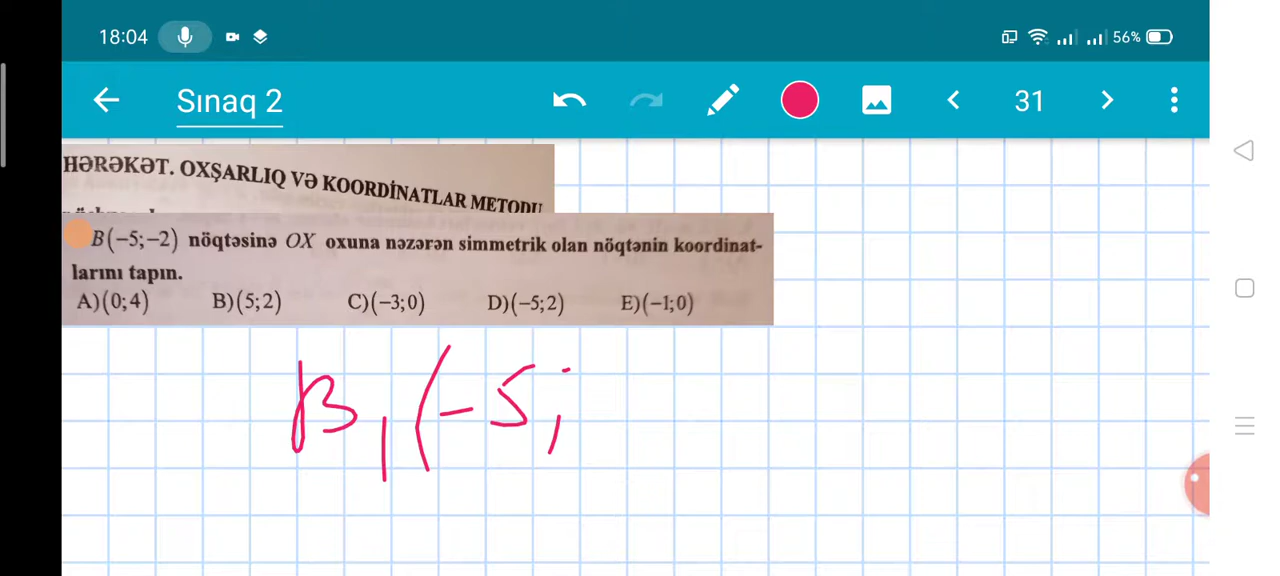 18:04
56%
Sınaq 2
31
HƏRƏKƏT. OXŞARLIQ VƏ KOORDİNATLAR METODU
B(−5;−2) nöqtəsinə OX oxuna nəzərən simmetrik olan nöqtənin koordinat-
larını tapın.
A)(0;4) B)(5;2) C)(−3;0) D)(−5;2) E)(−1;0)
B₁(-5;